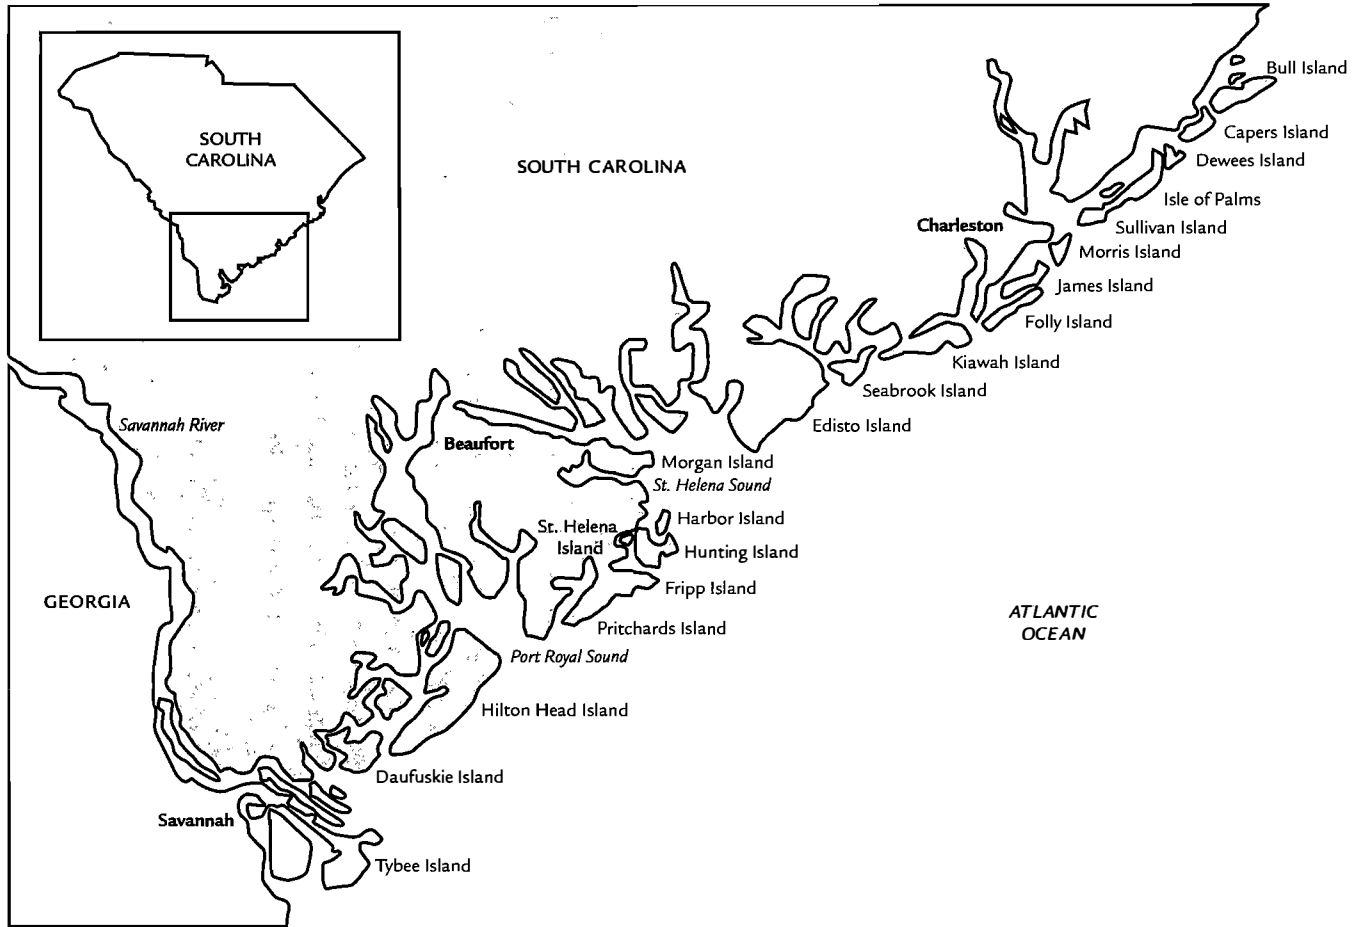 Bull Island
SOUTH
CAROLINA
SOUTH CAROLINA
Capers Island
Dewees Island
Isle of Palms
Charleston
Sullivan Island
Morris Island
James Island
Folly Island
Kiawah Island
Seabrook Island
Savannah River
Edisto Island
Beaufort
Morgan Island
St. Helena Sound
Harbor Island
St. Helena
Island
Hunting Island
Fripp Island
GEORGIA
ATLANTIC
OCEAN
Pritchards Island
Port Royal Sound
Hilton Head Island
Daufuskie Island
Savannah
Tybee Island